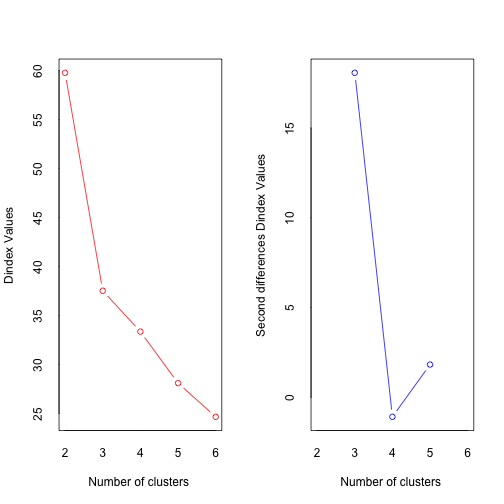 Dindex Values
60
55
50
45
40
35
30
25
2 3 4 5 6
Number of clusters
Second differences Dindex Values
15
10
5
0
2 3 4 5 6
Number of clusters